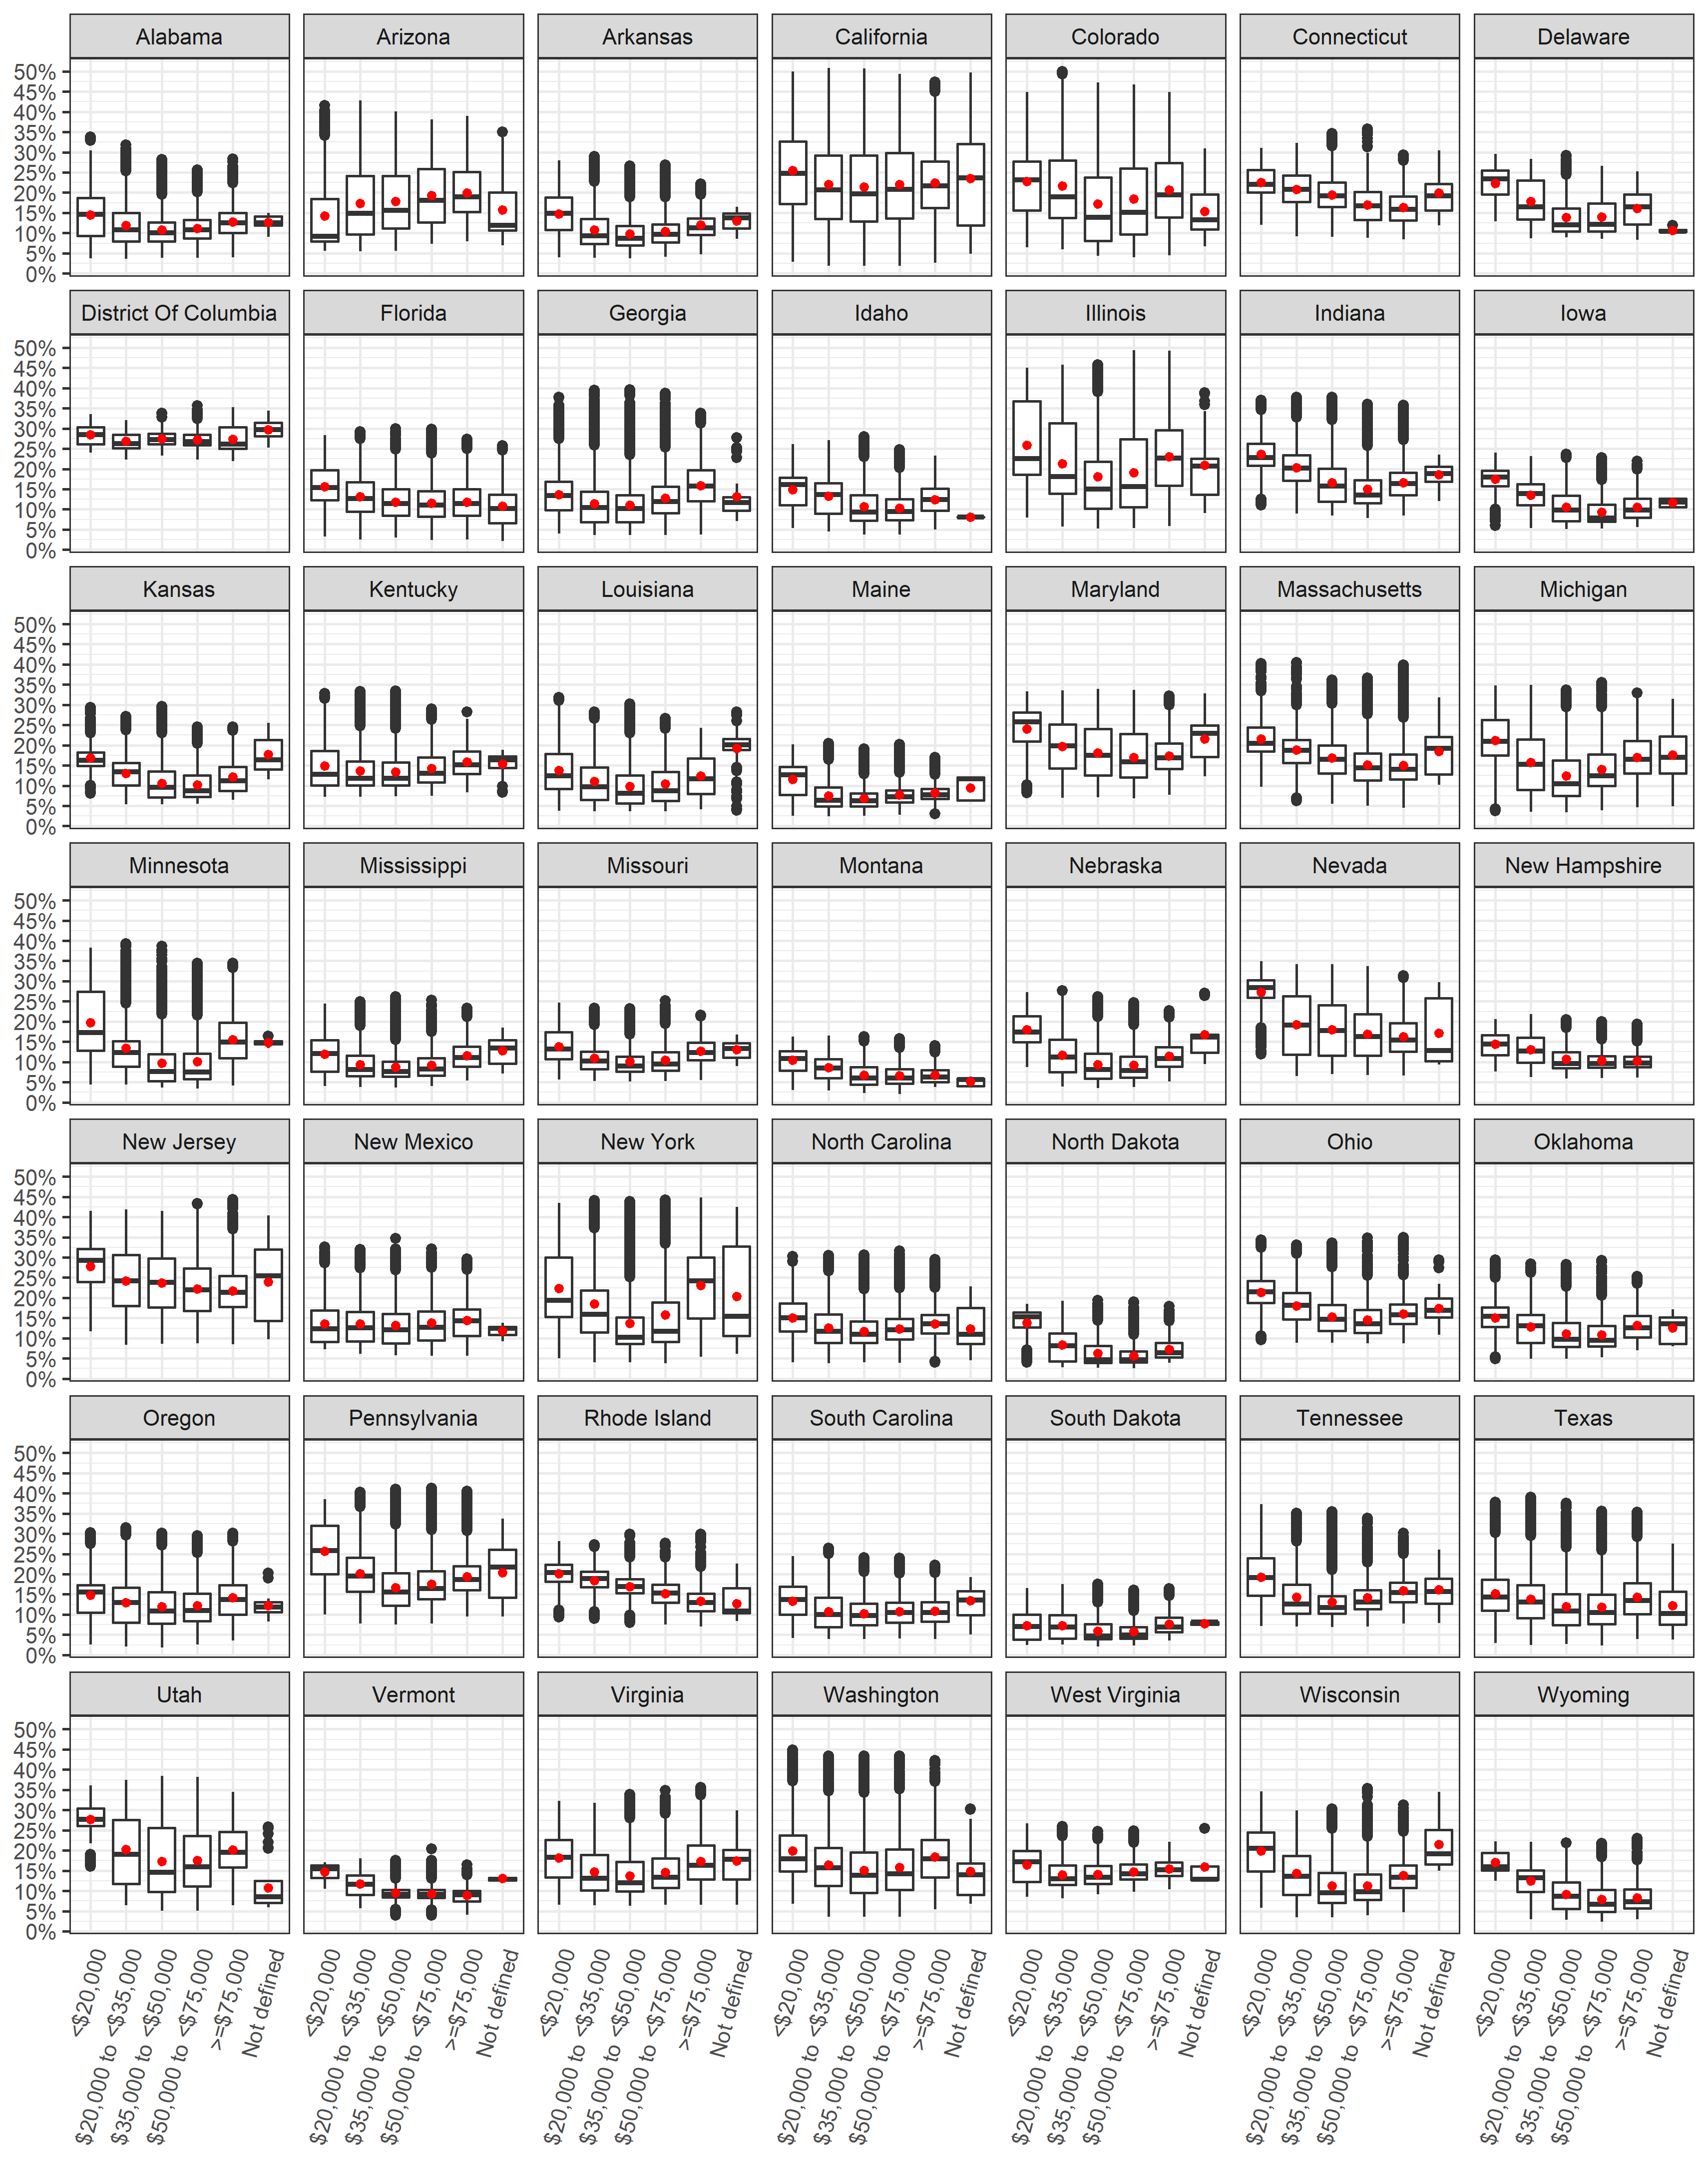 Alabama Arizona Arkansas California Colorado Connecticut Delaware
50%
45%
40%
35%
30%
25%
20%
15%
10%
5%
0%
District Of Columbia Florida Georgia Idaho Illinois Indiana Iowa
50%
45%
40%
35%
30%
25%
20%
15%
10%
5%
0%
Kansas Kentucky Louisiana Maine Maryland Massachusetts Michigan
50%
45%
40%
35%
30%
25%
20%
15%
10%
5%
0%
Minnesota Mississippi Missouri Montana Nebraska Nevada New Hampshire
50%
45%
40%
35%
30%
25%
20%
15%
10%
5%
0%
New Jersey New Mexico New York North Carolina North Dakota Ohio Oklahoma
50%
45%
40%
35%
30%
25%
20%
15%
10%
5%
0%
Oregon Pennsylvania Rhode Island South Carolina South Dakota Tennessee Texas
50%
45%
40%
35%
30%
25%
20%
15%
10%
5%
0%
Utah Vermont Virginia Washington West Virginia Wisconsin Wyoming
50%
45%
40%
35%
30%
25%
20%
15%
10%
5%
0%
<$20,000
$20,000 to <$35,000
$35,000 to <$50,000
$50,000 to <$75,000
>=$75,000
Not defined
<$20,000
$20,000 to <$35,000
$35,000 to <$50,000
$50,000 to <$75,000
>=$75,000
Not defined
<$20,000
$20,000 to <$35,000
$35,000 to <$50,000
$50,000 to <$75,000
>=$75,000
Not defined
<$20,000
$20,000 to <$35,000
$35,000 to <$50,000
$50,000 to <$75,000
>=$75,000
Not defined
<$20,000
$20,000 to <$35,000
$35,000 to <$50,000
$50,000 to <$75,000
>=$75,000
Not defined
<$20,000
$20,000 to <$35,000
$35,000 to <$50,000
$50,000 to <$75,000
>=$75,000
Not defined
<$20,000
$20,000 to <$35,000
$35,000 to <$50,000
$50,000 to <$75,000
>=$75,000
Not defined